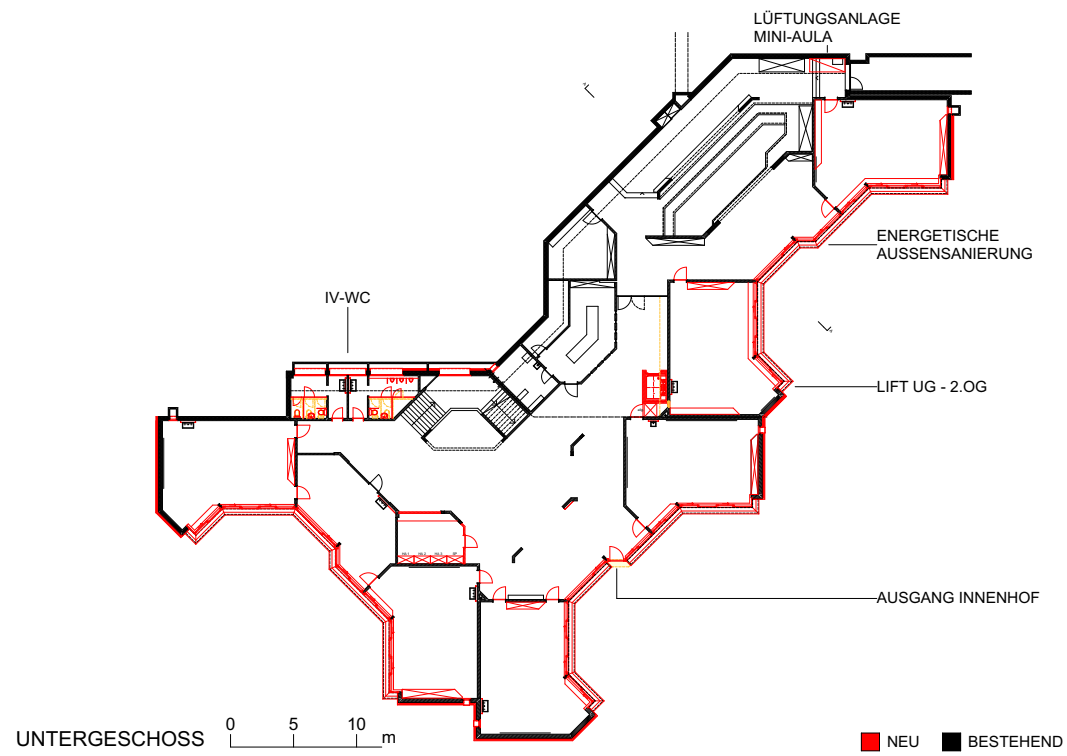 LÜFTUNGSANLAGE
MINI-AULA
ENERGETISCHE
AUSSENSANIERUNG
IV-WC
LIFT UG - 2.OG
AUSGANG INNENHOF
UNTERGESCHOSS
0 5 10 m
NEU
BESTEHEND